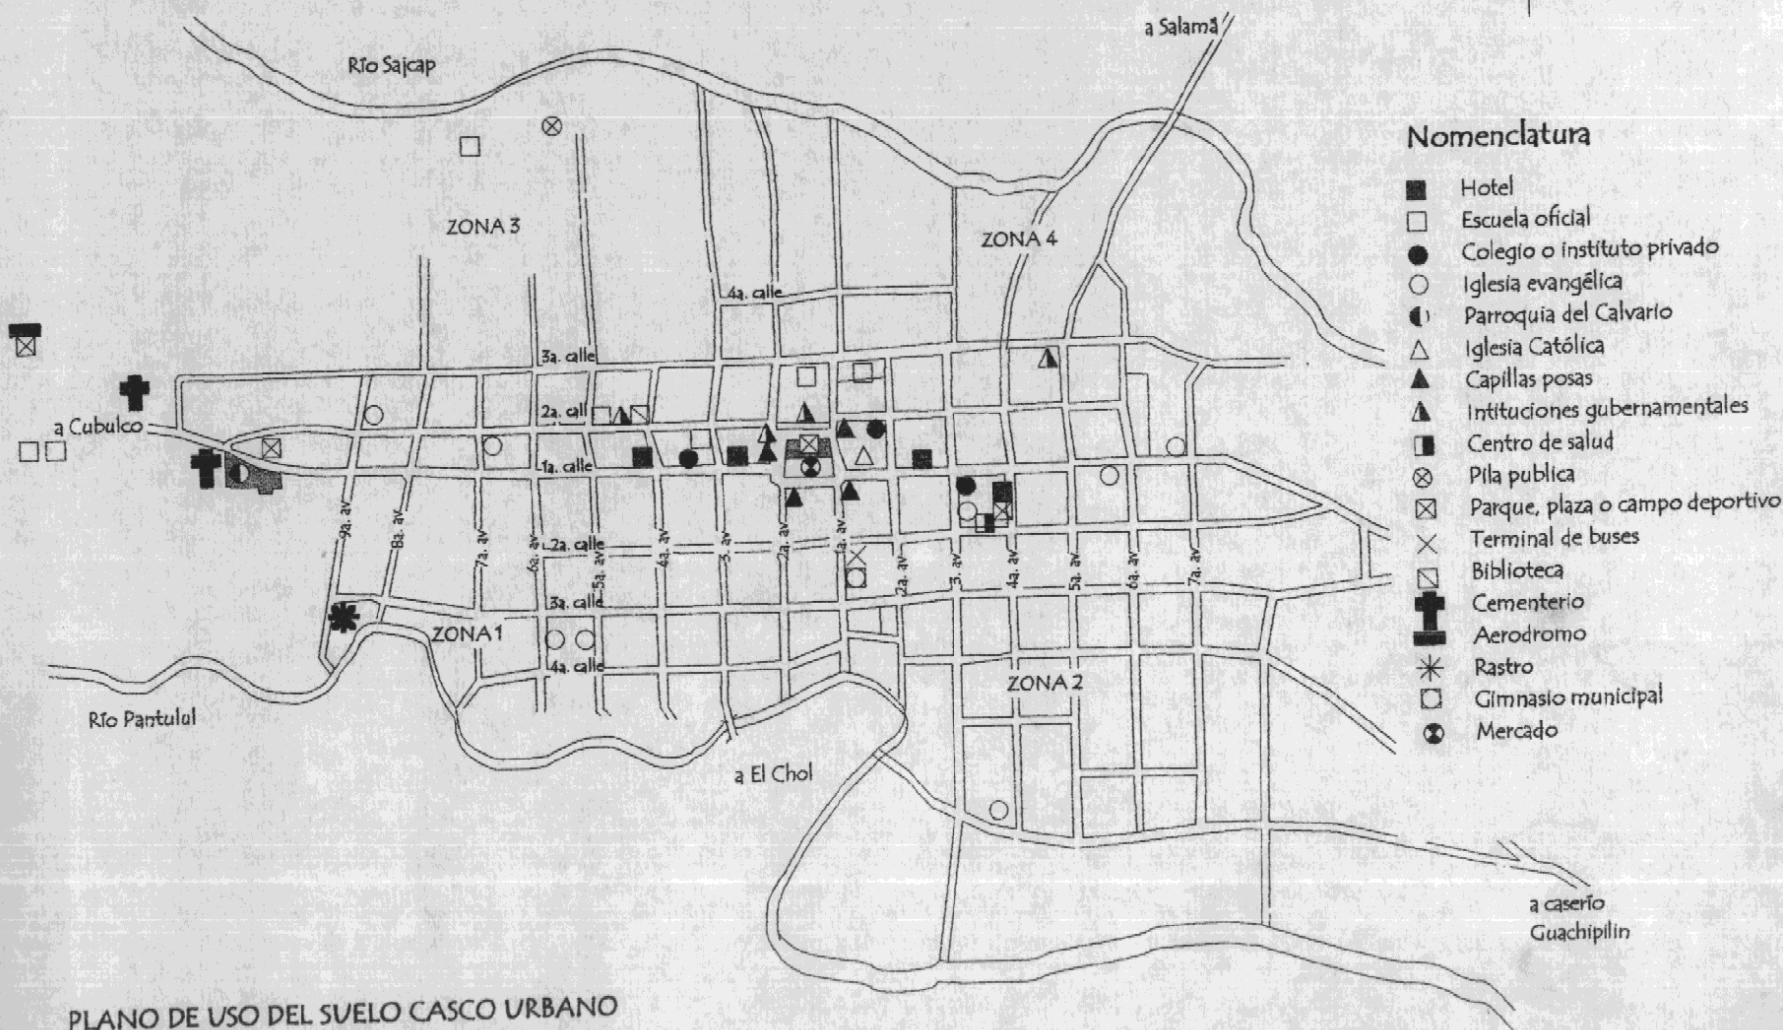 a Salamá
Río Sajcap
ZONA 3
ZONA 4
4a. calle
3a. calle
2a. call
a Cubulco
1a. calle
9a. av
8a. av
7a. av
6a. av
5a. av
4a. av
3. av
2a. av
1a. av
2a. av
3. av
4a. av
5a. av
6a. av
7a. av
2a. calle
3a. calle
ZONA 1
4a. calle
ZONA 2
Río Pantulul
a El Chol
a caserío
Guachipilin
Nomenclatura
Hotel
Escuela oficial
Colegio o instituto privado
Iglesia evangélica
Parroquia del Calvario
Iglesia Católica
Capillas posas
Intituciones gubernamentales
Centro de salud
Pila publica
Parque, plaza o campo deportivo
Terminal de buses
Biblioteca
Cementerio
Aerodromo
Rastro
Gimnasio municipal
Mercado
PLANO DE USO DEL SUELO CASCO URBANO